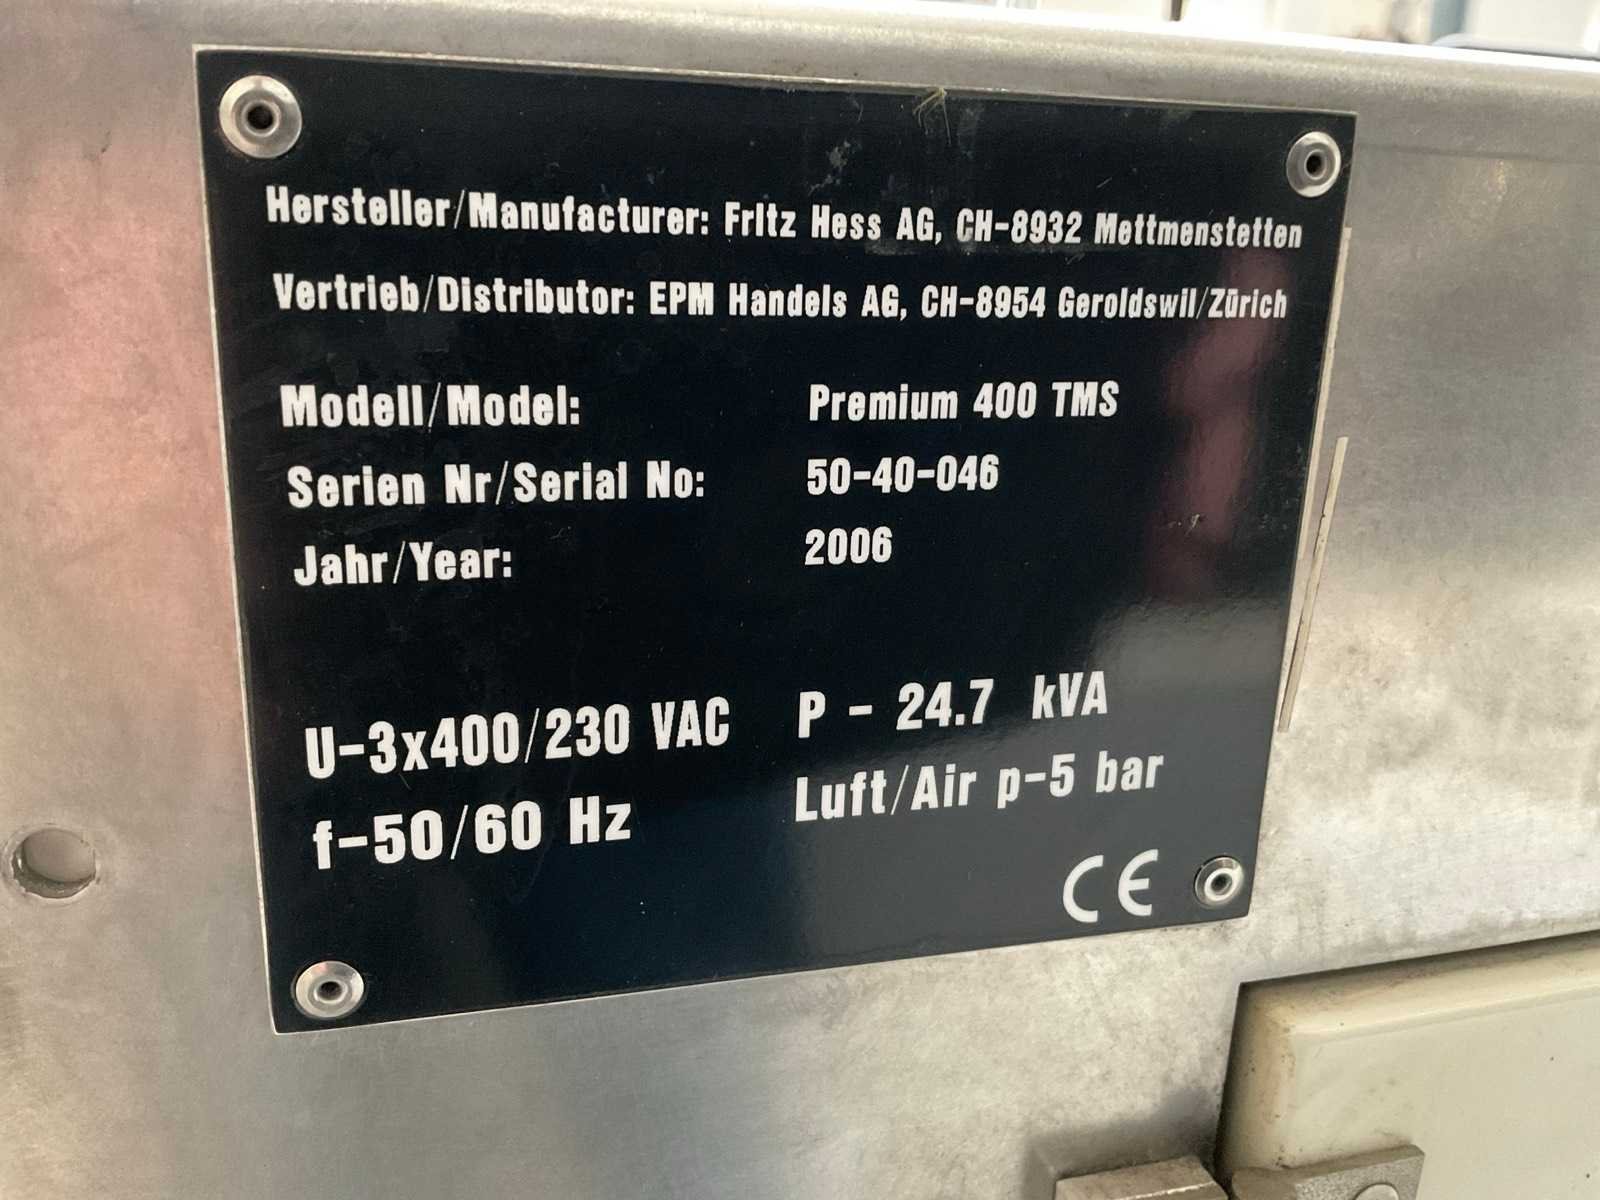 Hersteller/Manufacturer: Fritz Hess AG, CH-8932 Mettmenstetten
Vertrieb/Distributor: EPM Handels AG, CH-8954 Geroldswil/Zürich
Modell/Model: Premium 400 TMS
Serien Nr/Serial No: 50-40-046
Jahr/Year: 2006
U-3x400/230 VAC P - 24.7 kVA
f-50/60 Hz Luft/Air p-5 bar
CE